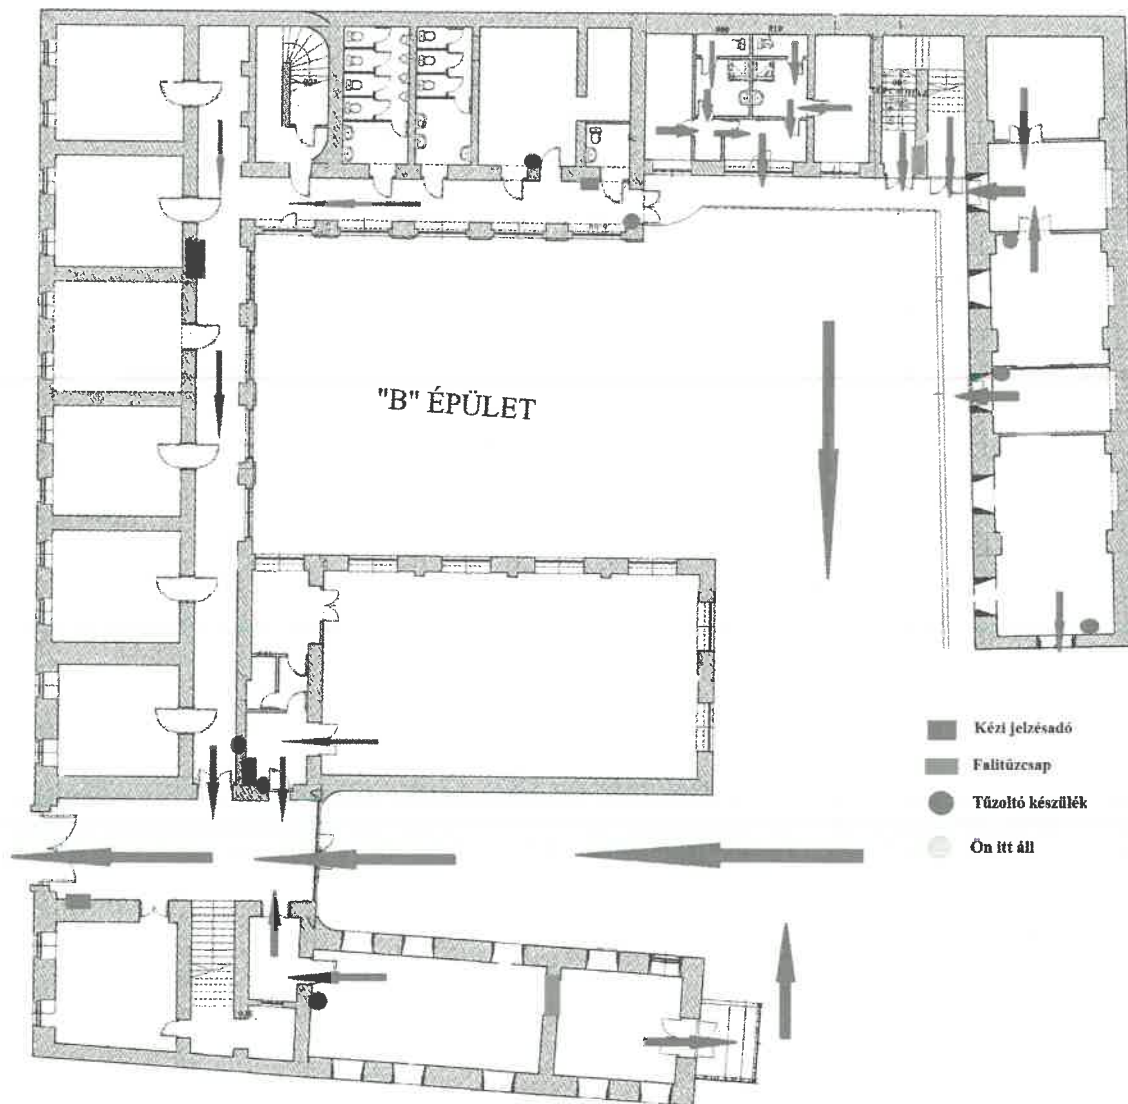 "B" ÉPÜLET
Kézi jelzésadó
Falitűzcsap
Tűzoltó készülék
Ön itt áll